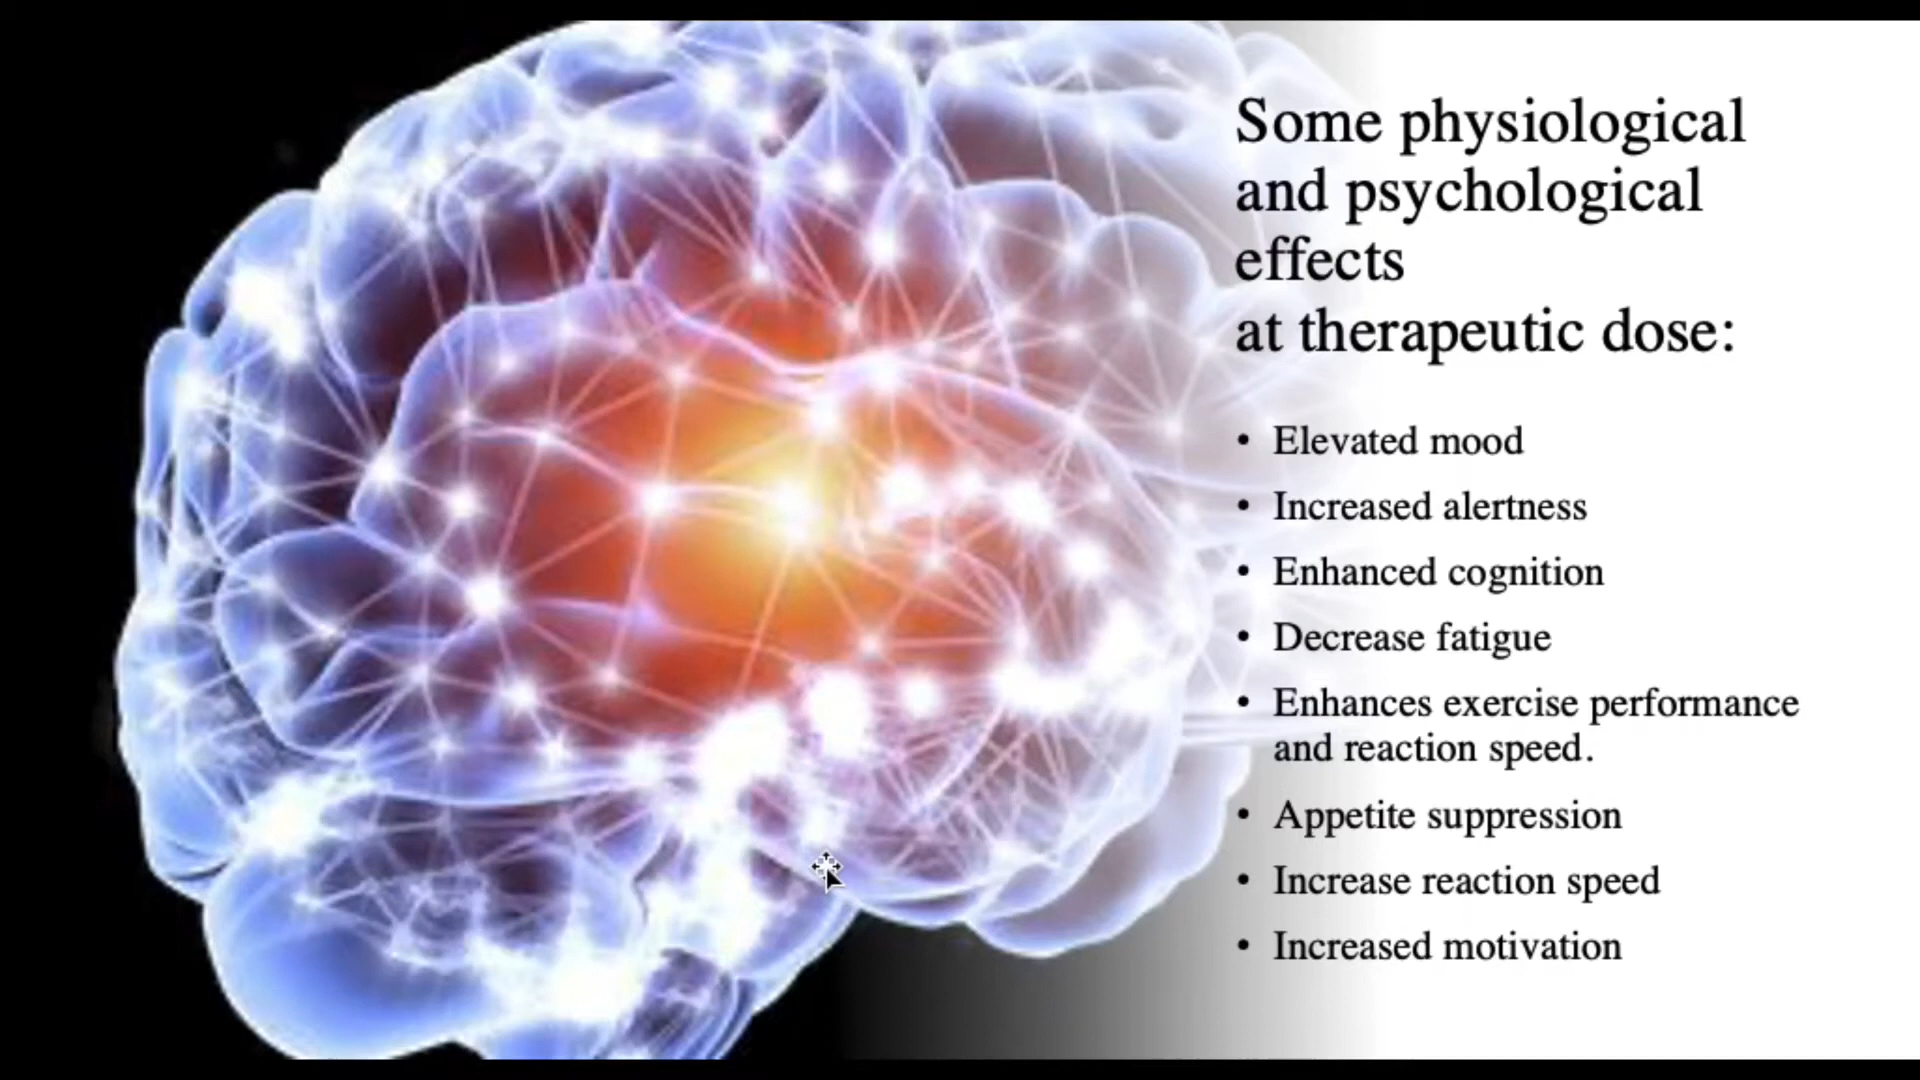 Some physiological
and psychological
effects
at therapeutic dose:
• Elevated mood
• Increased alertness
• Enhanced cognition
• Decrease fatigue
• Enhances exercise performance
and reaction speed.
• Appetite suppression
• Increase reaction speed
• Increased motivation